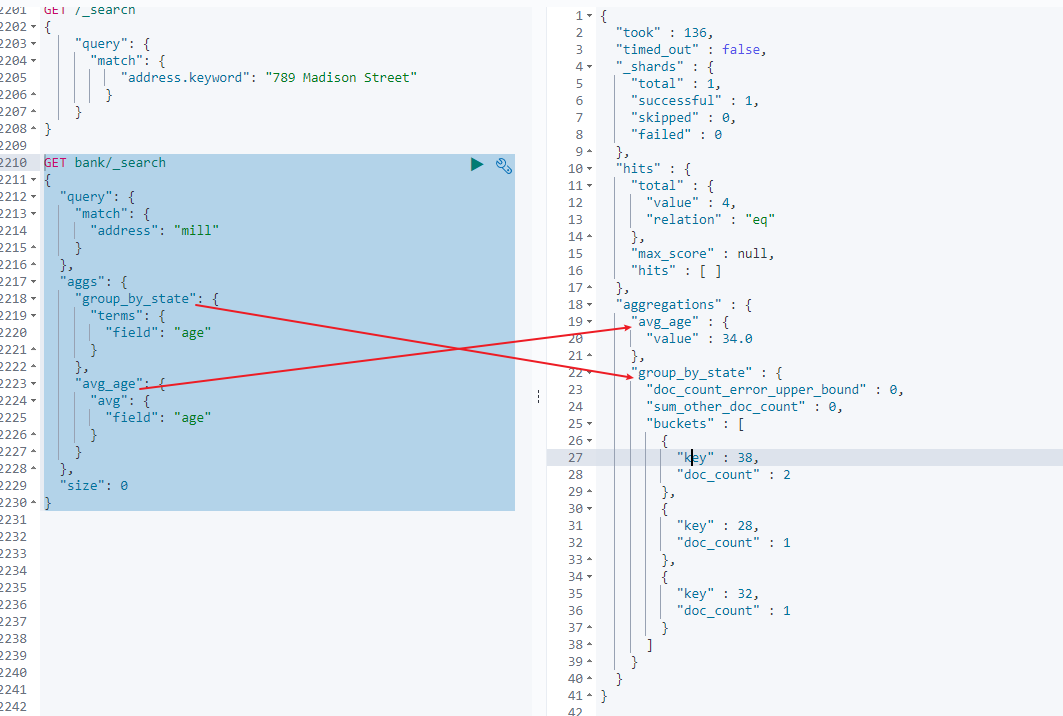 2201 GET /_search
2202 {
2203 "query": {
2204 "match": {
2205 "address.keyword": "789 Madison Street"
2206 }
2207 }
2208 }
2209
2210 GET bank/_search
2211 {
2212 "query": {
2213 "match": {
2214 "address": "mill"
2215 }
2216 },
2217 "aggs": {
2218 "group_by_state": {
2219 "terms": {
2220 "field": "age"
2221 }
2222 },
2223 "avg_age": {
2224 "avg": {
2225 "field": "age"
2226 }
2227 }
2228 },
2229 "size": 0
2230 }
2231
2232
2233
2234
2235
2236
2237
2238
2239
2240
2241
2242
1 {
2 "took" : 136,
3 "timed_out" : false,
4 "_shards" : {
5 "total" : 1,
6 "successful" : 1,
7 "skipped" : 0,
8 "failed" : 0
9 },
10 "hits" : {
11 "total" : {
12 "value" : 4,
13 "relation" : "eq"
14 },
15 "max_score" : null,
16 "hits" : [ ]
17 },
18 "aggregations" : {
19 "avg_age" : {
20 "value" : 34.0
21 },
22 "group_by_state" : {
23 "doc_count_error_upper_bound" : 0,
24 "sum_other_doc_count" : 0,
25 "buckets" : [
26 {
27 "key" : 38,
28 "doc_count" : 2
29 },
30 {
31 "key" : 28,
32 "doc_count" : 1
33 },
34 {
35 "key" : 32,
36 "doc_count" : 1
37 }
38 ]
39 }
40 }
41 }
42